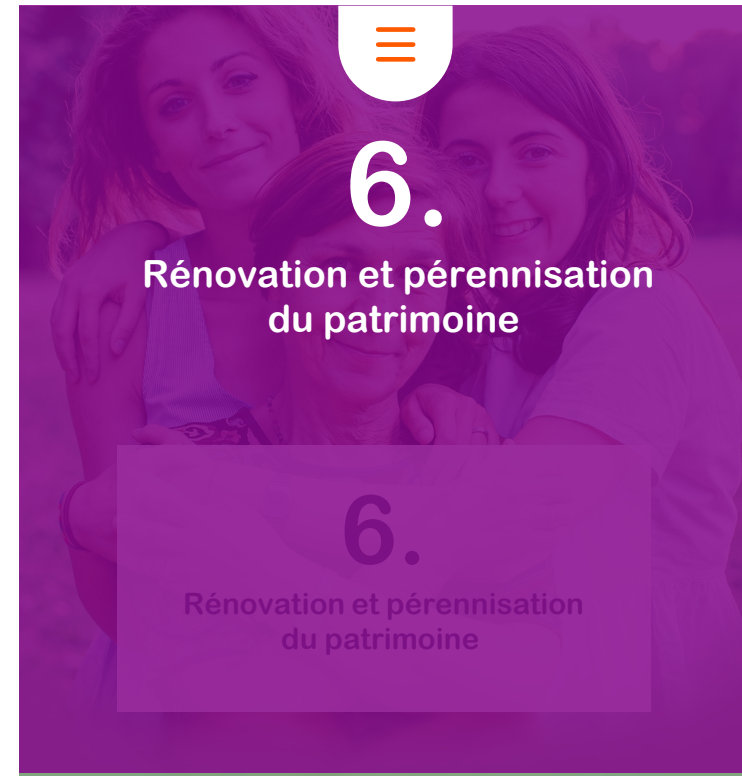 6.
Rénovation et pérennisation
du patrimoine
6.
Rénovation et pérennisation
du patrimoine